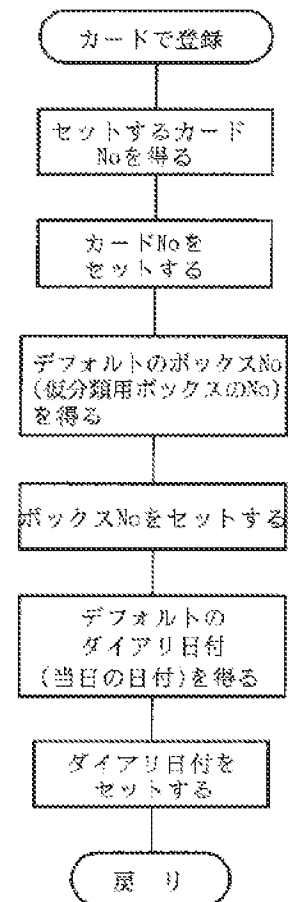 カードで登録
セットするカード
Noを得る
カードNoを
セットする
デフォルトのボックスNo
(仮分類用ボックスのNo)
を得る
ボックスNoをセットする
デフォルトの
ダイアリ日付
(当日の日付)を得る
ダイアリ日付を
セットする
戻 り